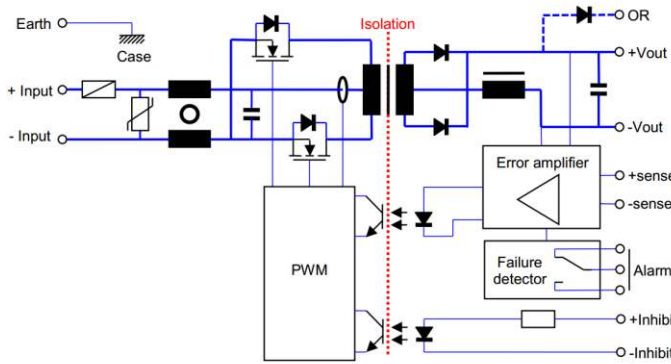 Isolation
OR
Earth
Case
+Vout
+ Input
- Input
-Vout
Error amplifier
+sense
-sense
PWM
Failure
detector
Alarm
+Inhibit
-Inhibit